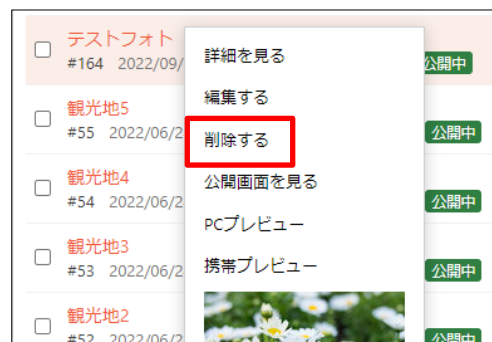 テストフォト
#164 2022/09/
公開中
観光地5
#55 2022/06/2
公開中
観光地4
#54 2022/06/2
公開中
観光地3
#53 2022/06/2
公開中
観光地2
#52 2022/06/2
公開中
詳細を見る
編集する
削除する
公開画面を見る
PCプレビュー
携帯プレビュー